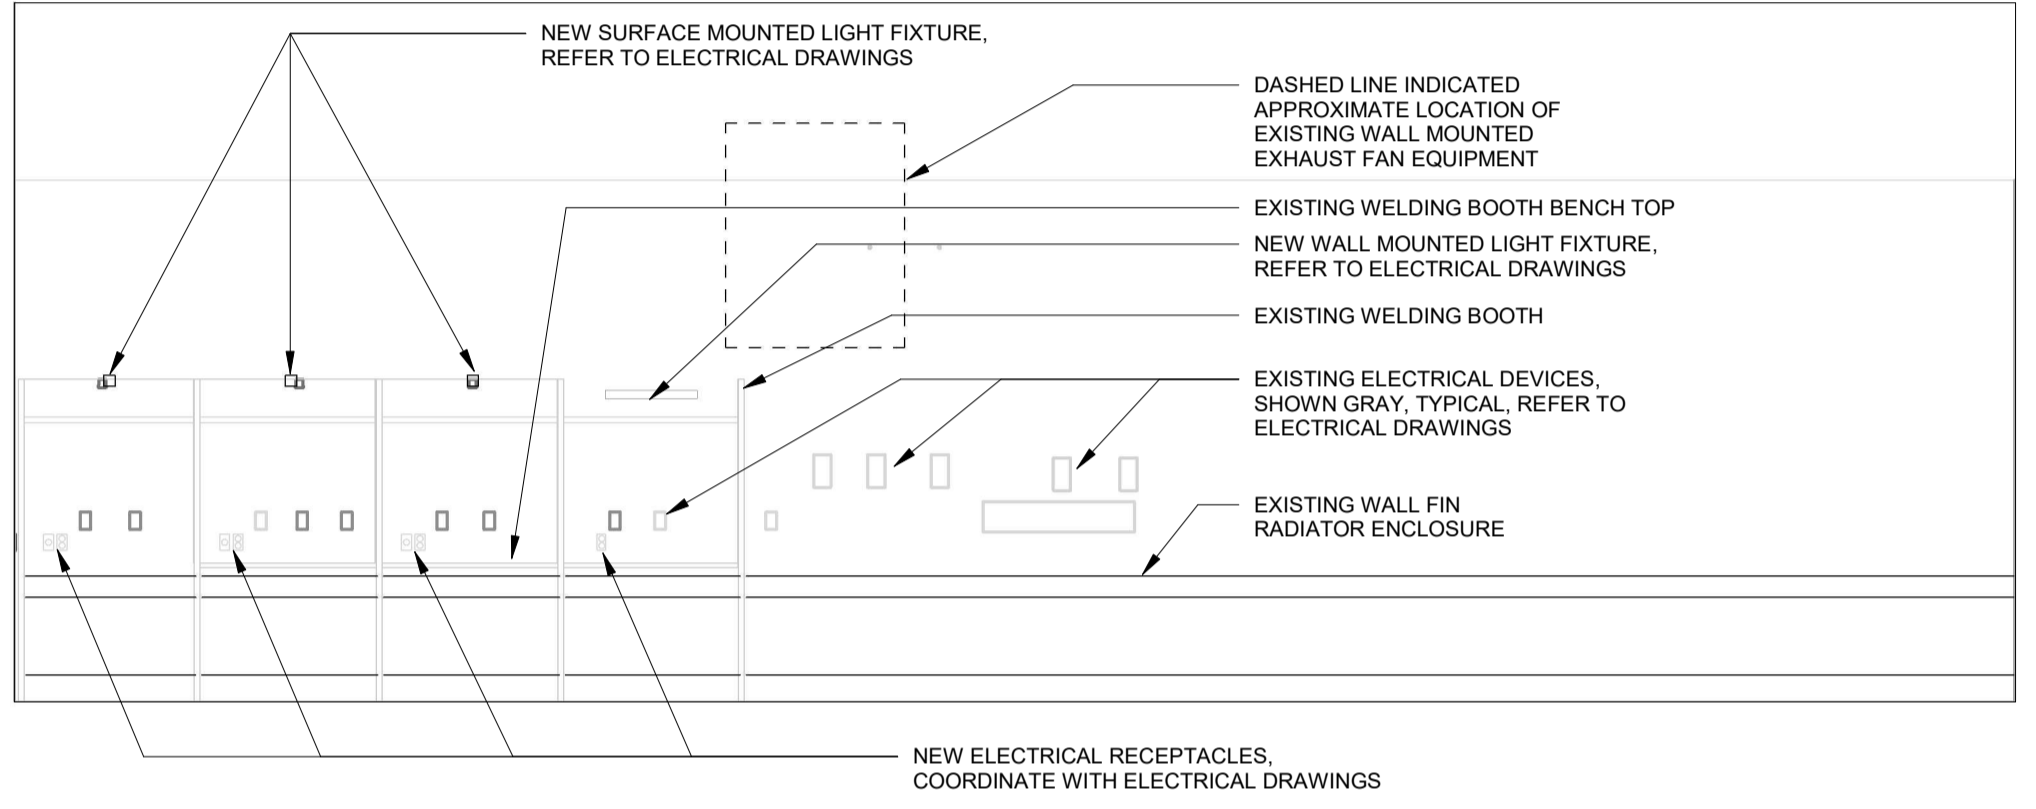 NEW SURFACE MOUNTED LIGHT FIXTURE,
REFER TO ELECTRICAL DRAWINGS
DASHED LINE INDICATED
APPROXIMATE LOCATION OF
EXISTING WALL MOUNTED
EXHAUST FAN EQUIPMENT
EXISTING WELDING BOOTH BENCH TOP
NEW WALL MOUNTED LIGHT FIXTURE,
REFER TO ELECTRICAL DRAWINGS
EXISTING WELDING BOOTH
EXISTING ELECTRICAL DEVICES,
SHOWN GRAY, TYPICAL, REFER TO
ELECTRICAL DRAWINGS
EXISTING WALL FIN
RADIATOR ENCLOSURE
NEW ELECTRICAL RECEPTACLES,
COORDINATE WITH ELECTRICAL DRAWINGS